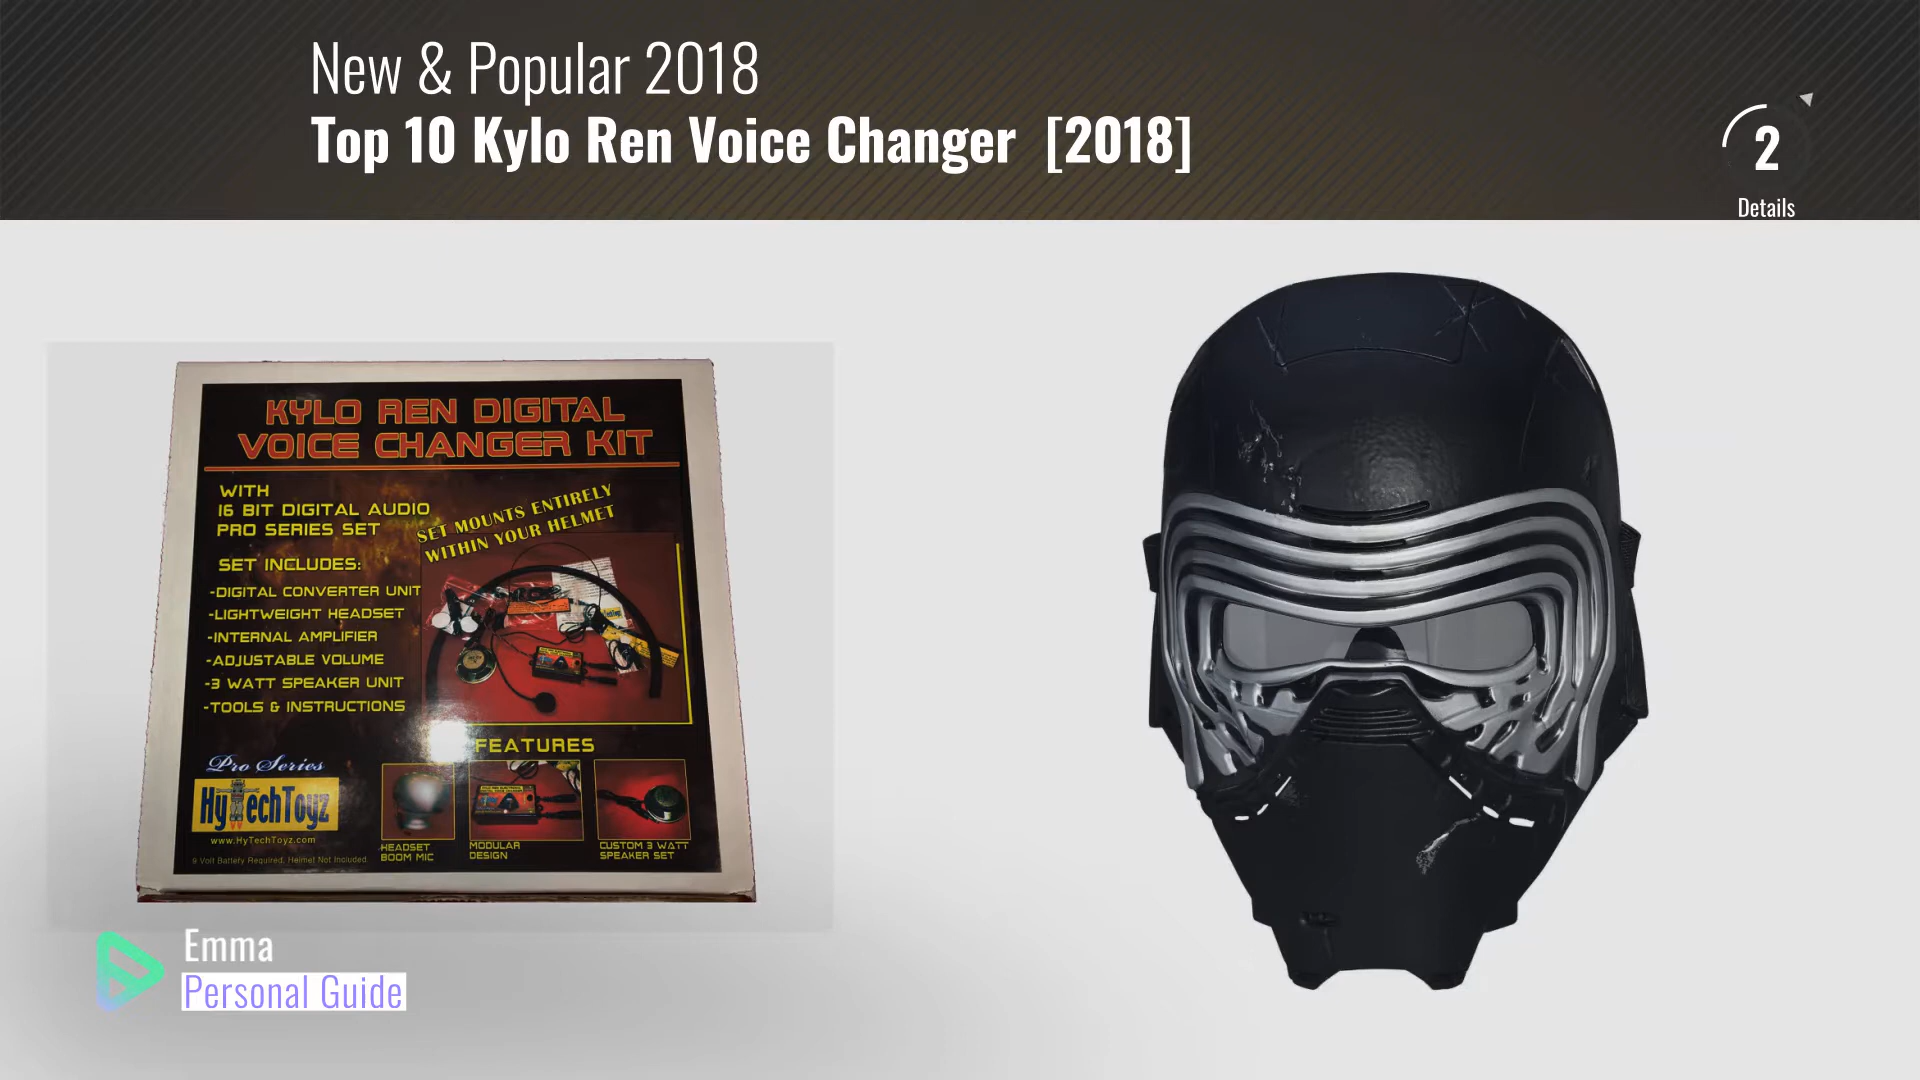 New & Popular 2018
Top 10 Kylo Ren Voice Changer [2018]
2
Details
KYLO REN DIGITAL
VOICE CHANGER KIT
WITH
16 BIT DIGITAL AUDIO
PRO SERIES SET
SET MOUNTS ENTIRELY
WITHIN YOUR HELMET
SET INCLUDES:
-DIGITAL CONVERTER UNIT
-LIGHTWEIGHT HEADSET
-INTERNAL AMPLIFIER
-ADJUSTABLE VOLUME
-3 WATT SPEAKER UNIT
-TOOLS & INSTRUCTIONS
FEATURES
Pro Series
HyTechToyz
www.HyTechToyz.com
9 Volt Battery Required, Helmet Not Included
HEADSET
BOOM MIC
MODULAR
DESIGN
CUSTOM 3 WATT
SPEAKER SET
Emma
Personal Guide